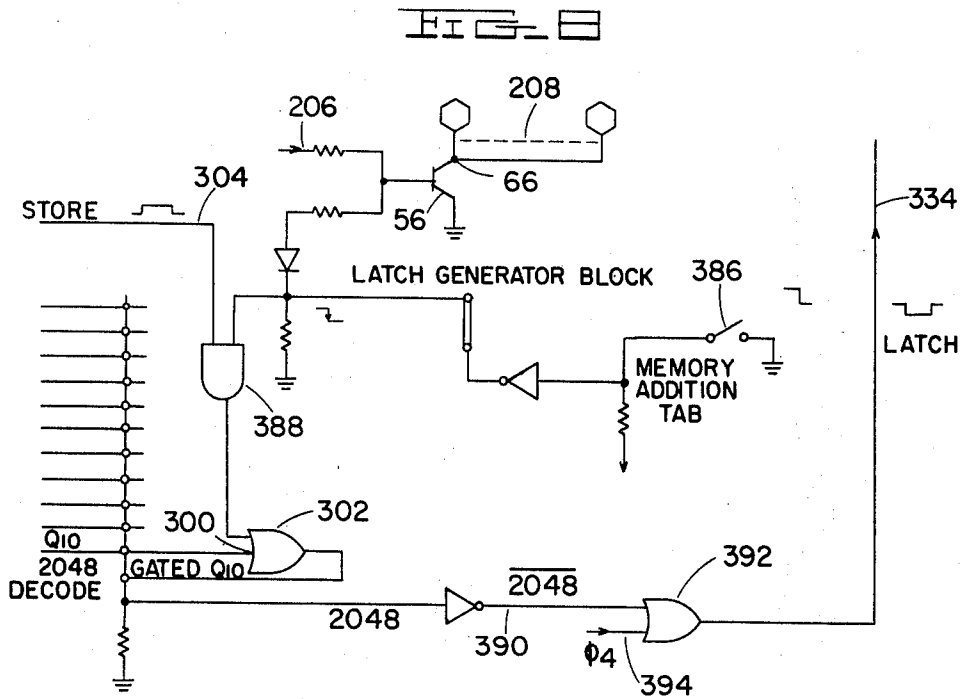 FIG. 8
206
208
304
66
STORE
56
334
LATCH GENERATOR BLOCK
386
LATCH
MEMORY
ADDITION
TAB
388
300
302
Q10
2048
DECODE
GATED Q10
392
2048
2048
390
ϕ4
394